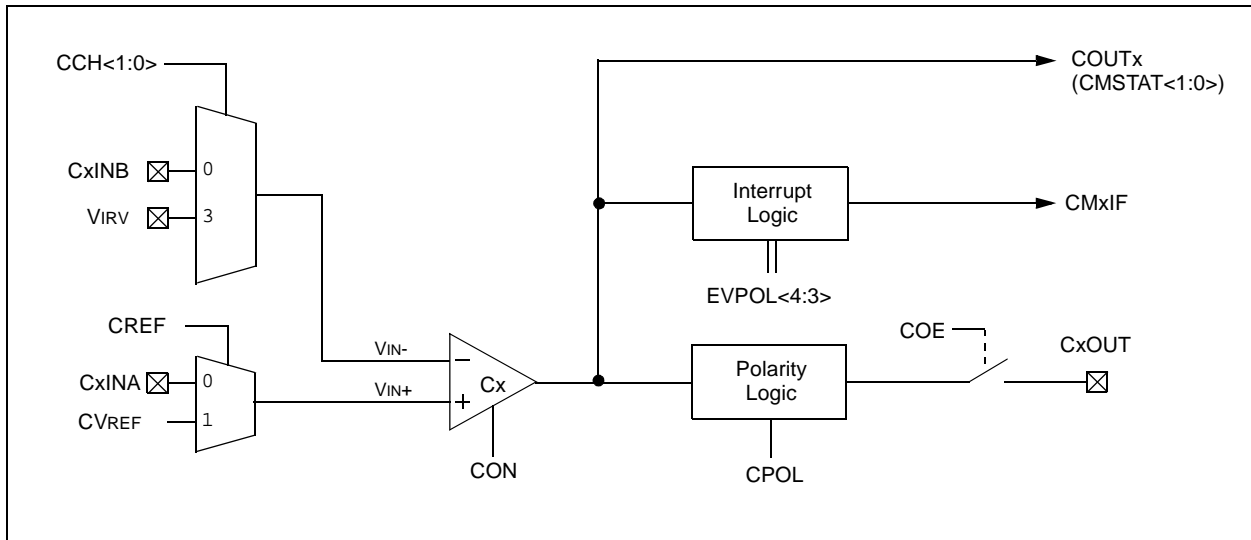 CCH<1:0>
COUTx
(CMSTAT<1:0>)
CxINB
0
Interrupt
Logic
CMxIF
VIRV
3
EVPOL<4:3>
CREF
COE
CxOUT
VIN-
−
CxINA
0
Cx
Polarity
Logic
VIN+
+
CVREF
1
CON
CPOL